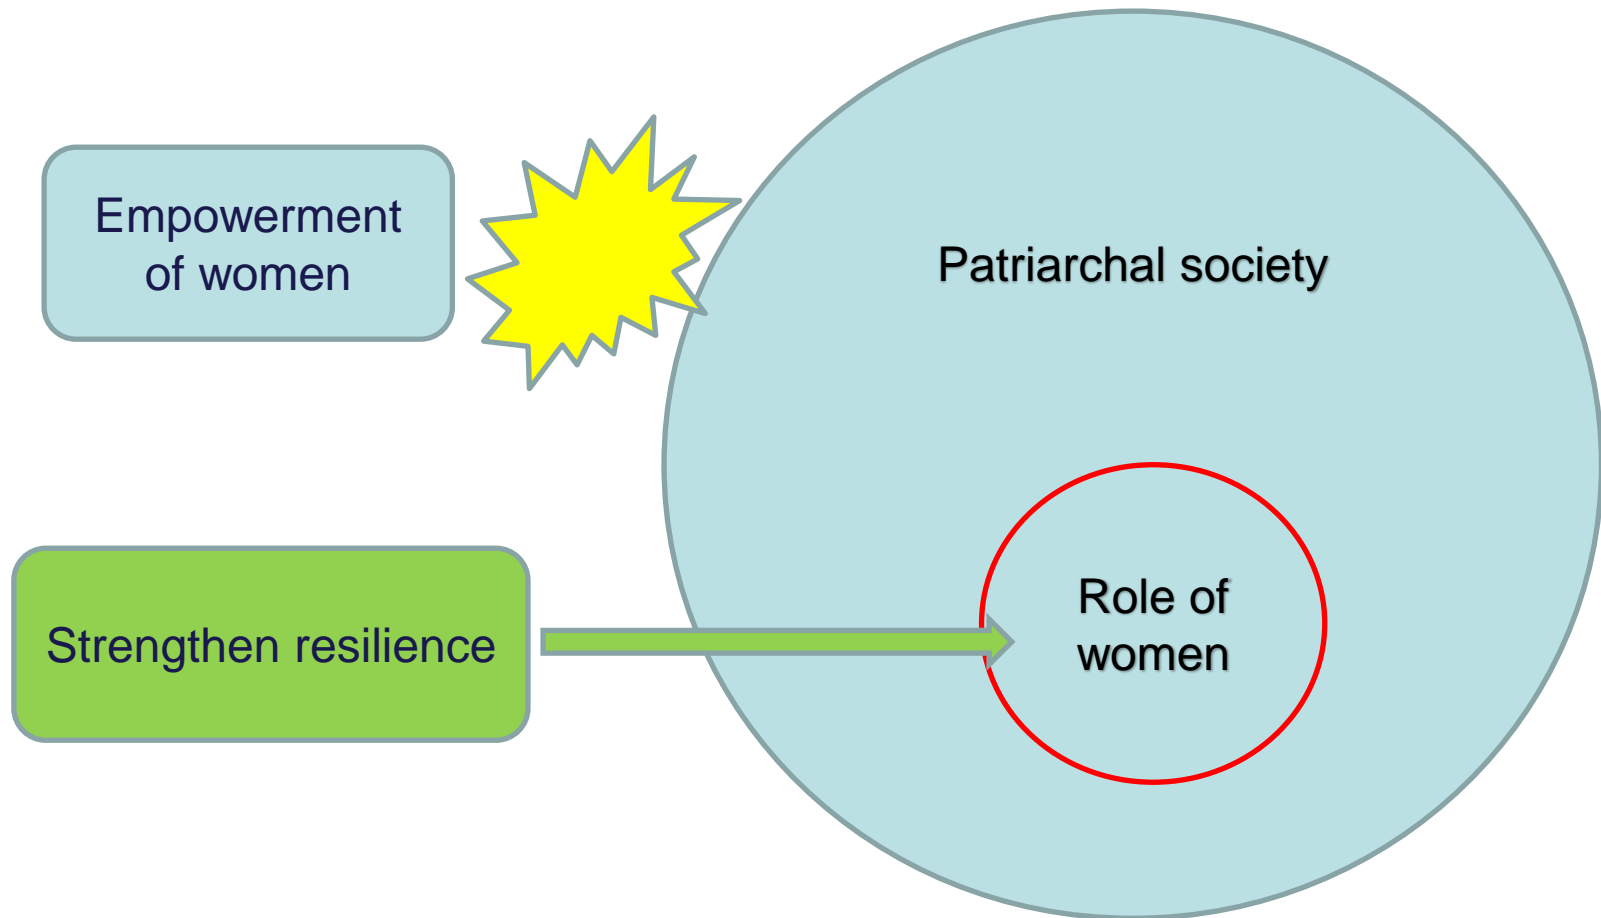 Empowerment
of women
Patriarchal society
Strengthen resilience
Role of
women